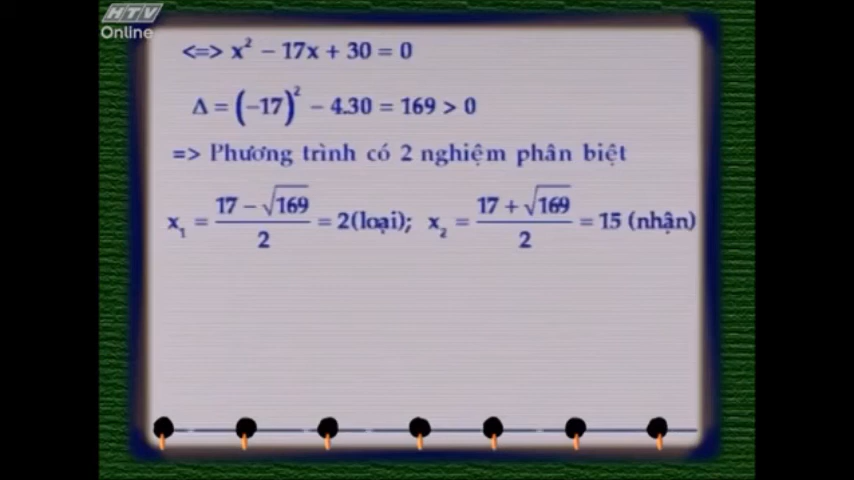 HTV
Online
<=> x² − 17x + 30 = 0
Δ = (−17)² − 4.30 = 169 > 0
=> Phương trình có 2 nghiệm phân biệt
x₁ = (17 − √169)/2 = 2(loại); x₂ = (17 + √169)/2 = 15 (nhận)